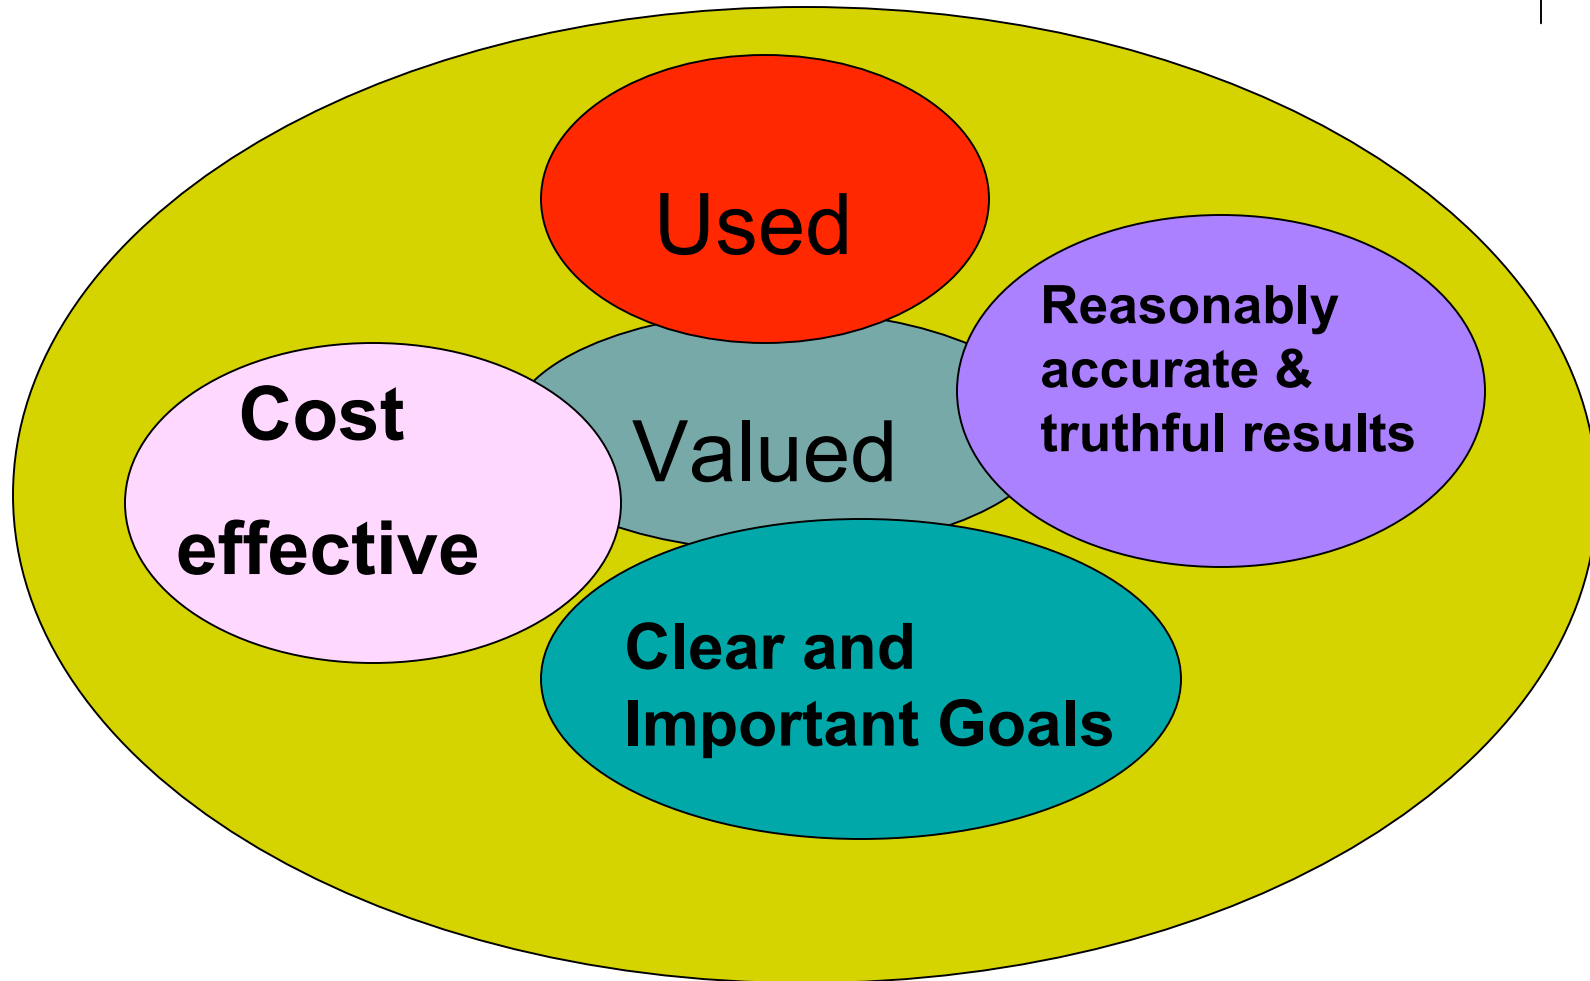 Used
Reasonably
accurate &
truthful results
Cost
effective
Valued
Clear and
Important Goals